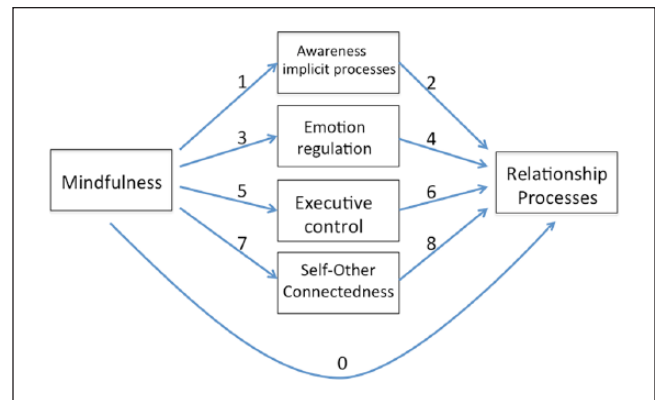 Awareness
implicit processes
1
2
3
Emotion
regulation
4
Mindfulness
Relationship
Processes
5
Executive
control
6
7
Self-Other
Connectedness
8
0